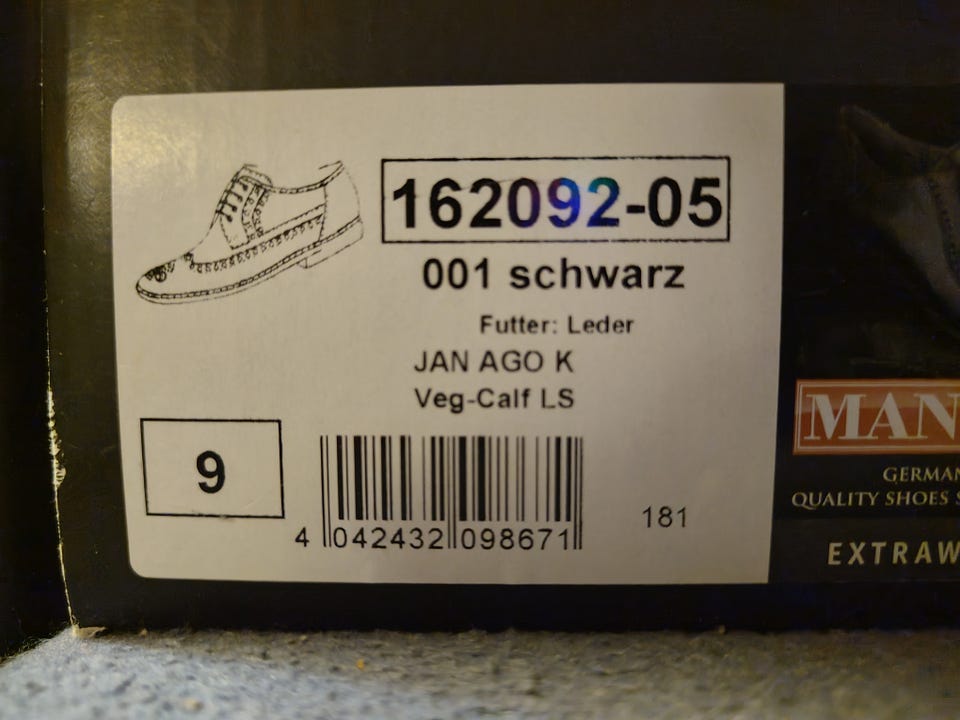 162092-05
001 schwarz
Futter: Leder
JAN AGO K
Veg-Calf LS
9
4 042432 098671
181
MAN
GERMAN
QUALITY SHOES S
EXTRAW